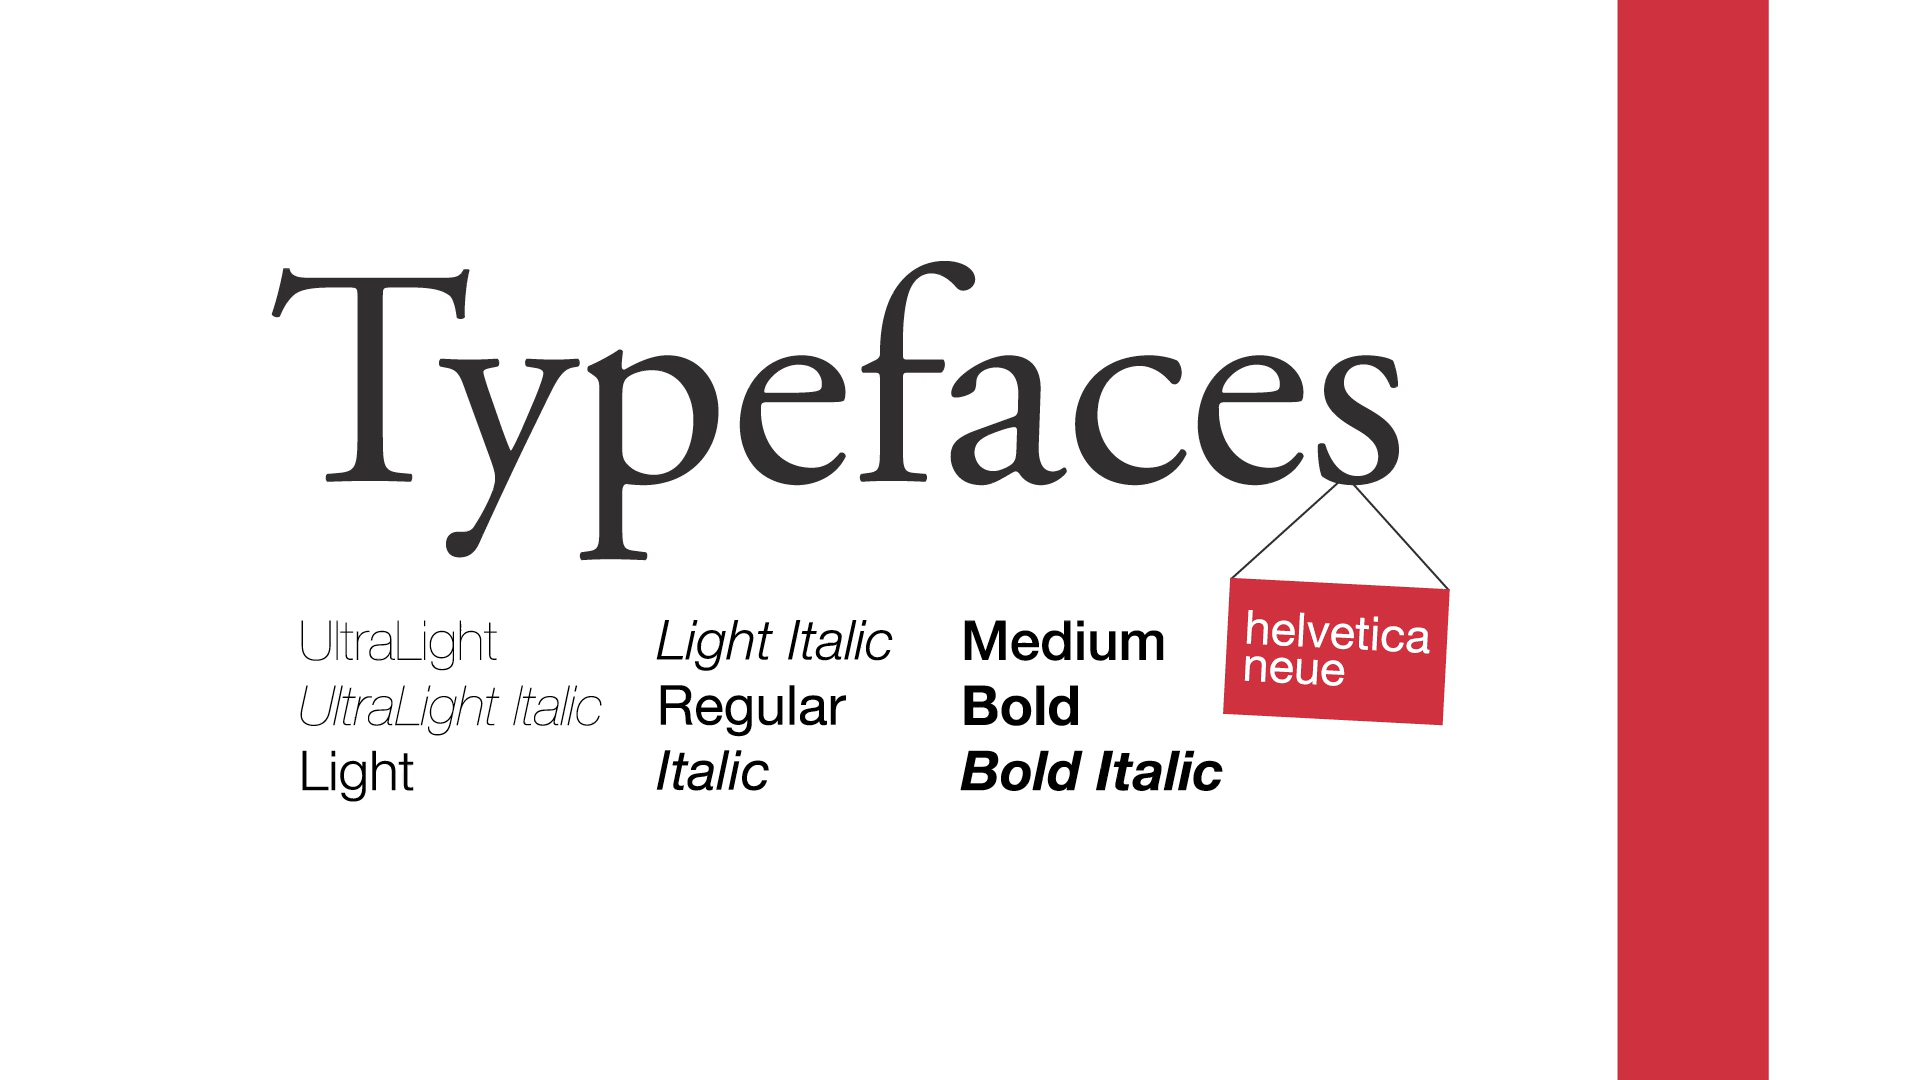 Typefaces
UltraLight
UltraLight Italic
Light
Light Italic
Regular
Italic
Medium
Bold
Bold Italic
helvetica
neue